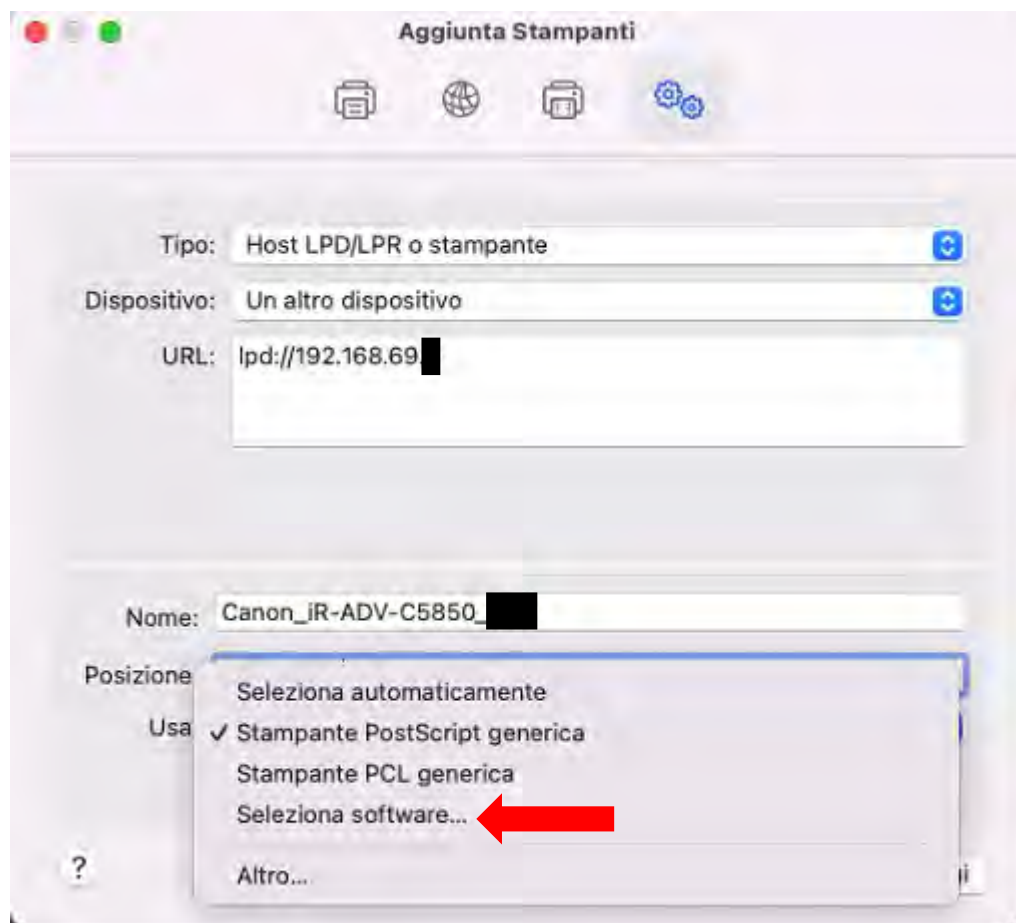 Aggiunta Stampanti
Tipo: Host LPD/LPR o stampante
Dispositivo: Un altro dispositivo
URL: lpd://192.168.69.
Nome: Canon_iR-ADV-C5850_
Posizione
Seleziona automaticamente
Usa ✓ Stampante PostScript generica
Stampante PCL generica
Seleziona software...
? Altro...